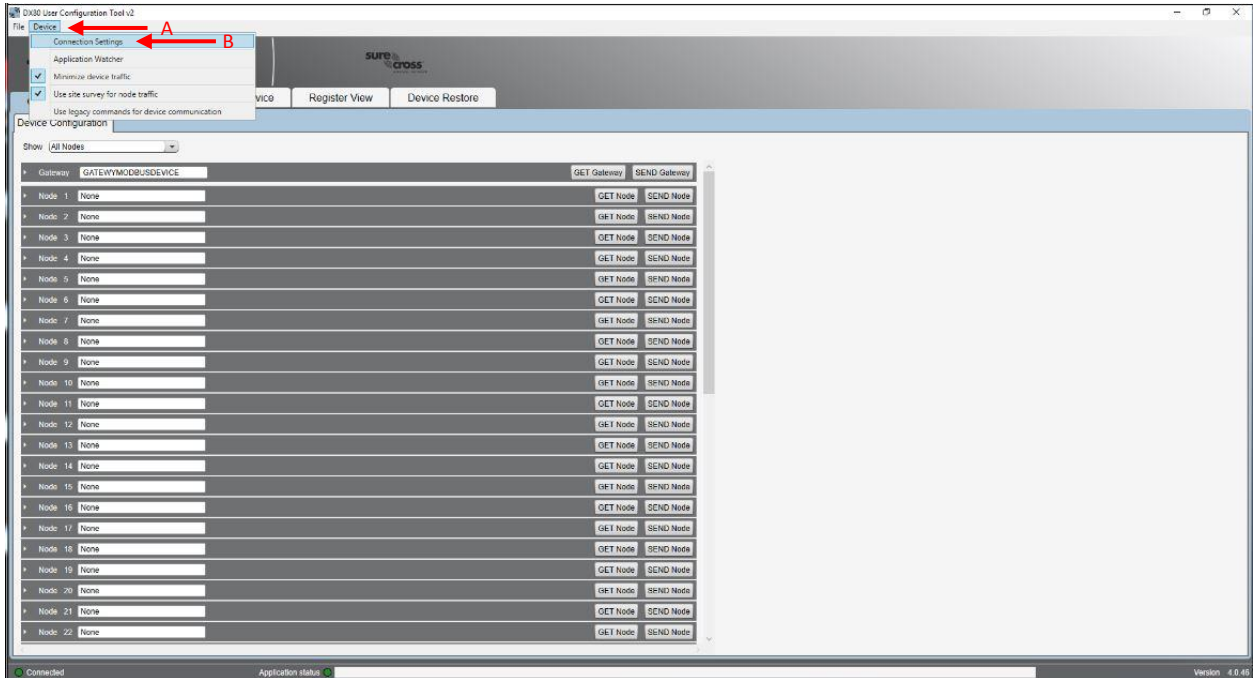 DX80 User Configuration Tool v2
File Device
A
Connection Settings
B
Application Watcher
Minimize device traffic
Use site survey for node traffic
Use legacy commands for device communication
sure cross
vice Register View Device Restore
Device Configuration
Show All Nodes
Gateway GATEWYMODBUSDEVICE GET Gateway SEND Gateway
Node 1 None GET Node SEND Node
Node 2 None GET Node SEND Node
Node 3 None GET Node SEND Node
Node 4 None GET Node SEND Node
Node 5 None GET Node SEND Node
Node 6 None GET Node SEND Node
Node 7 None GET Node SEND Node
Node 8 None GET Node SEND Node
Node 9 None GET Node SEND Node
Node 10 None GET Node SEND Node
Node 11 None GET Node SEND Node
Node 12 None GET Node SEND Node
Node 13 None GET Node SEND Node
Node 14 None GET Node SEND Node
Node 15 None GET Node SEND Node
Node 16 None GET Node SEND Node
Node 17 None GET Node SEND Node
Node 18 None GET Node SEND Node
Node 19 None GET Node SEND Node
Node 20 None GET Node SEND Node
Node 21 None GET Node SEND Node
Node 22 None GET Node SEND Node
Connected Application status Version 4.0.46